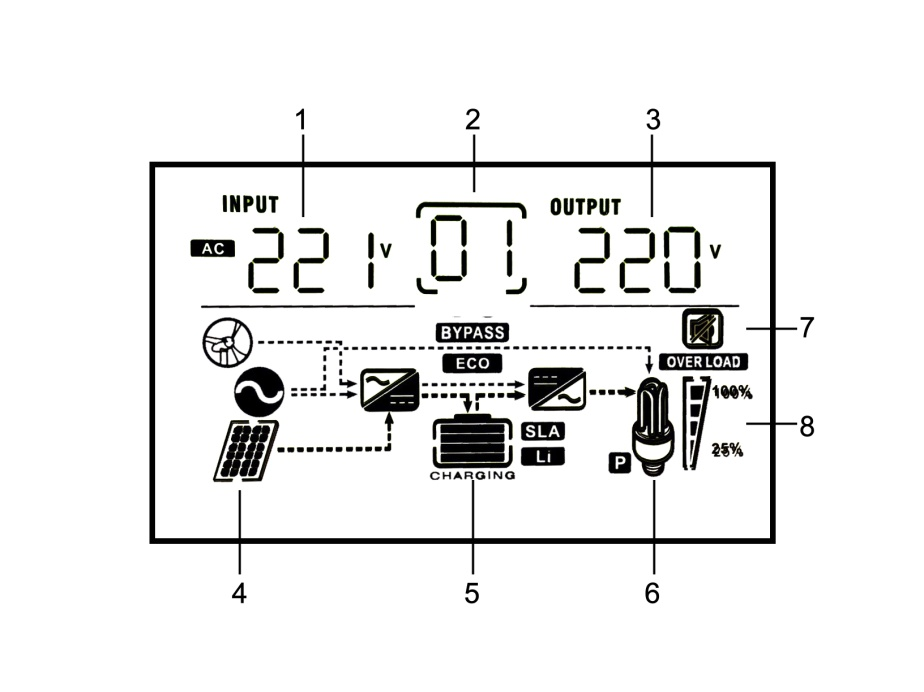 1 2 3
INPUT
AC 221 V
01
OUTPUT
220 V
BYPASS
ECO
OVER LOAD
7
100%
25%
8
SLA
Li
CHARGING
P
4 5 6